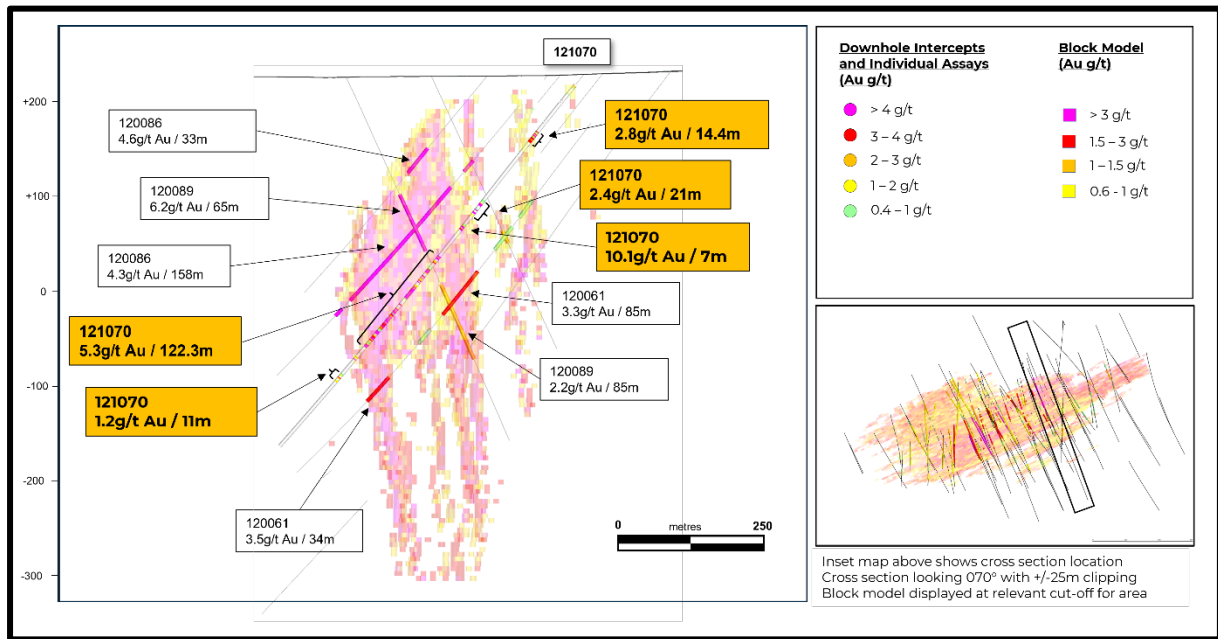 121070
+200
+100
0
-100
-200
-300
120086
4.6g/t Au / 33m
120089
6.2g/t Au / 65m
120086
4.3g/t Au / 158m
121070
5.3g/t Au / 122.3m
121070
1.2g/t Au / 11m
120061
3.5g/t Au / 34m
121070
2.8g/t Au / 14.4m
121070
2.4g/t Au / 21m
121070
10.1g/t Au / 7m
120061
3.3g/t Au / 85m
120089
2.2g/t Au / 85m
0 metres 250
Downhole Intercepts
and Individual Assays
(Au g/t)
> 4 g/t
3 – 4 g/t
2 – 3 g/t
1 – 2 g/t
0.4 – 1 g/t
Block Model
(Au g/t)
> 3 g/t
1.5 – 3 g/t
1 – 1.5 g/t
0.6 - 1 g/t
Inset map above shows cross section location
Cross section looking 070° with +/-25m clipping
Block model displayed at relevant cut-off for area